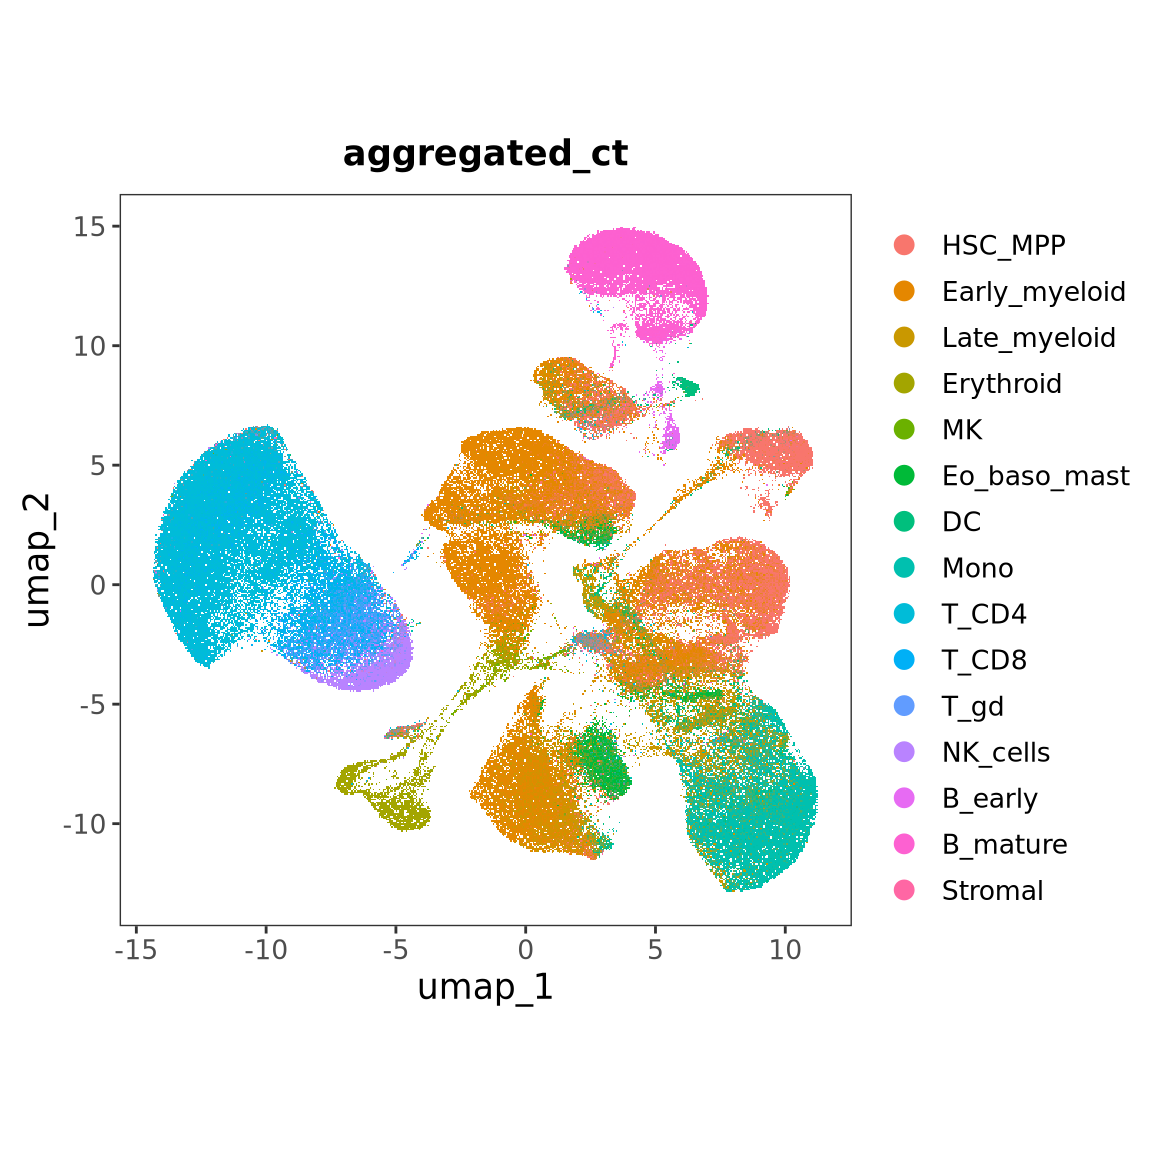 aggregated_ct
15
10
5
0
-5
-10
umap_2
-15
-10
-5
0
5
10
umap_1
HSC_MPP
Early_myeloid
Late_myeloid
Erythroid
MK
Eo_baso_mast
DC
Mono
T_CD4
T_CD8
T_gd
NK_cells
B_early
B_mature
Stromal